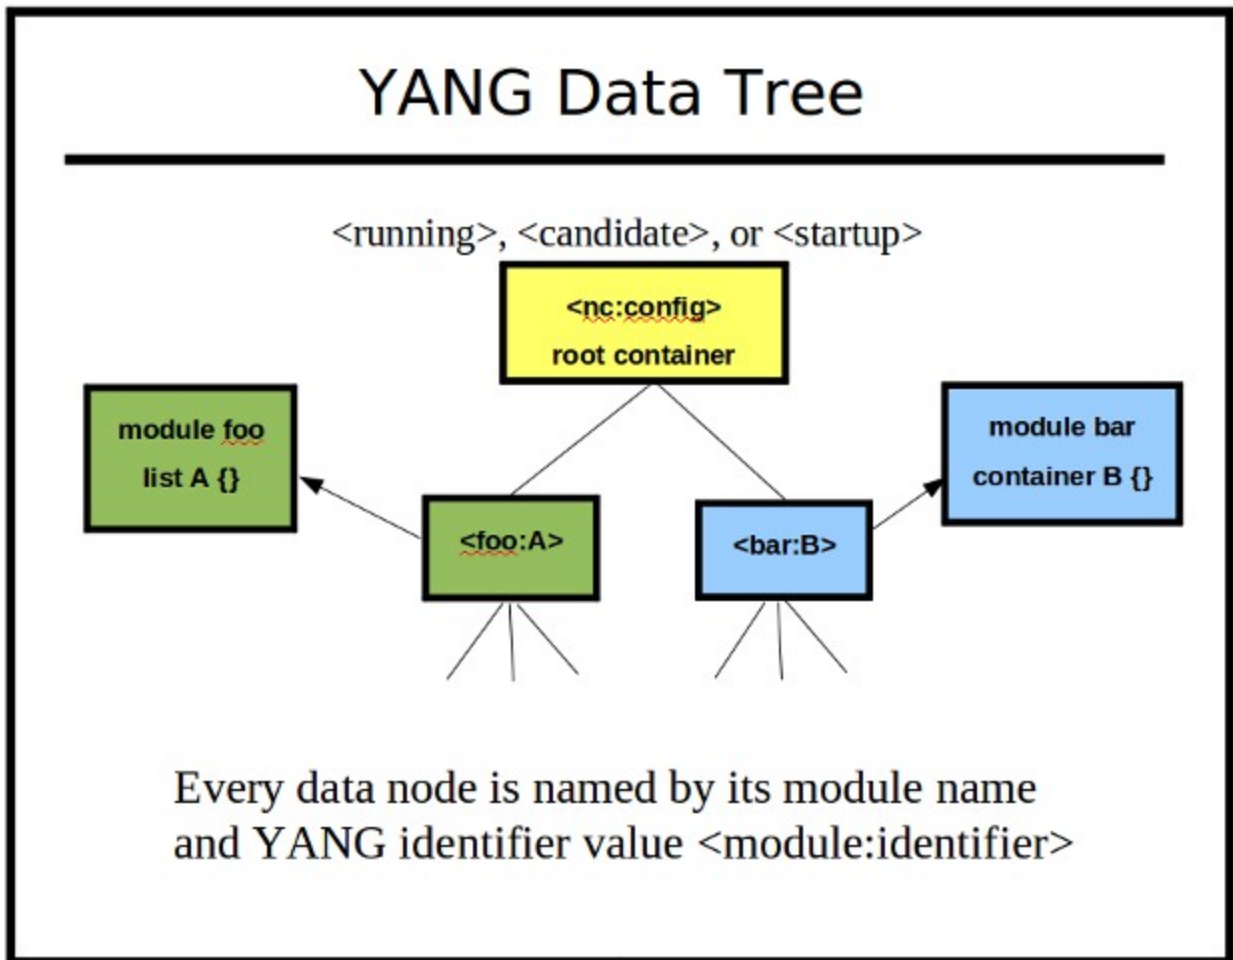 YANG Data Tree
<running>, <candidate>, or <startup>
<nc:config>
root container
module foo
list A {}
module bar
container B {}
<foo:A>
<bar:B>
Every data node is named by its module name
and YANG identifier value <module:identifier>